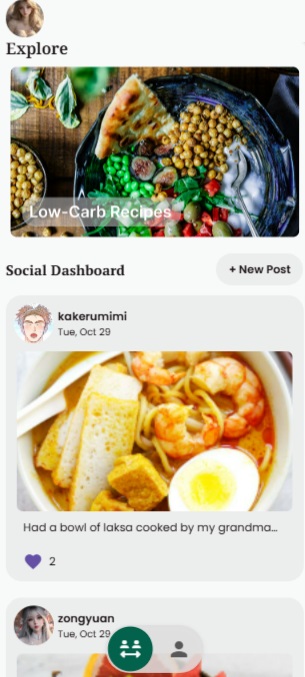 Explore
Low-Carb Recipes
Social Dashboard
+ New Post
kakerumimi
Tue, Oct 29
Had a bowl of laksa cooked by my grandma...
2
zongyuan
Tue, Oct 29